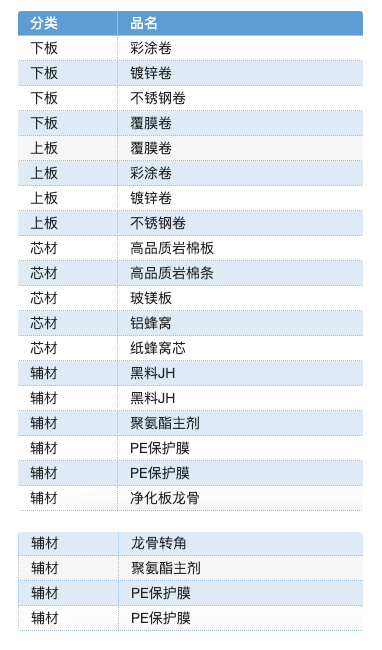 分类 品名
下板 彩涂卷
下板 镀锌卷
下板 不锈钢卷
下板 覆膜卷
上板 覆膜卷
上板 彩涂卷
上板 镀锌卷
上板 不锈钢卷
芯材 高品质岩棉板
芯材 高品质岩棉条
芯材 玻镁板
芯材 铝蜂窝
芯材 纸蜂窝芯
辅材 黑料JH
辅材 黑料JH
辅材 聚氨酯主剂
辅材 PE保护膜
辅材 PE保护膜
辅材 净化板龙骨
辅材 龙骨转角
辅材 聚氨酯主剂
辅材 PE保护膜
辅材 PE保护膜